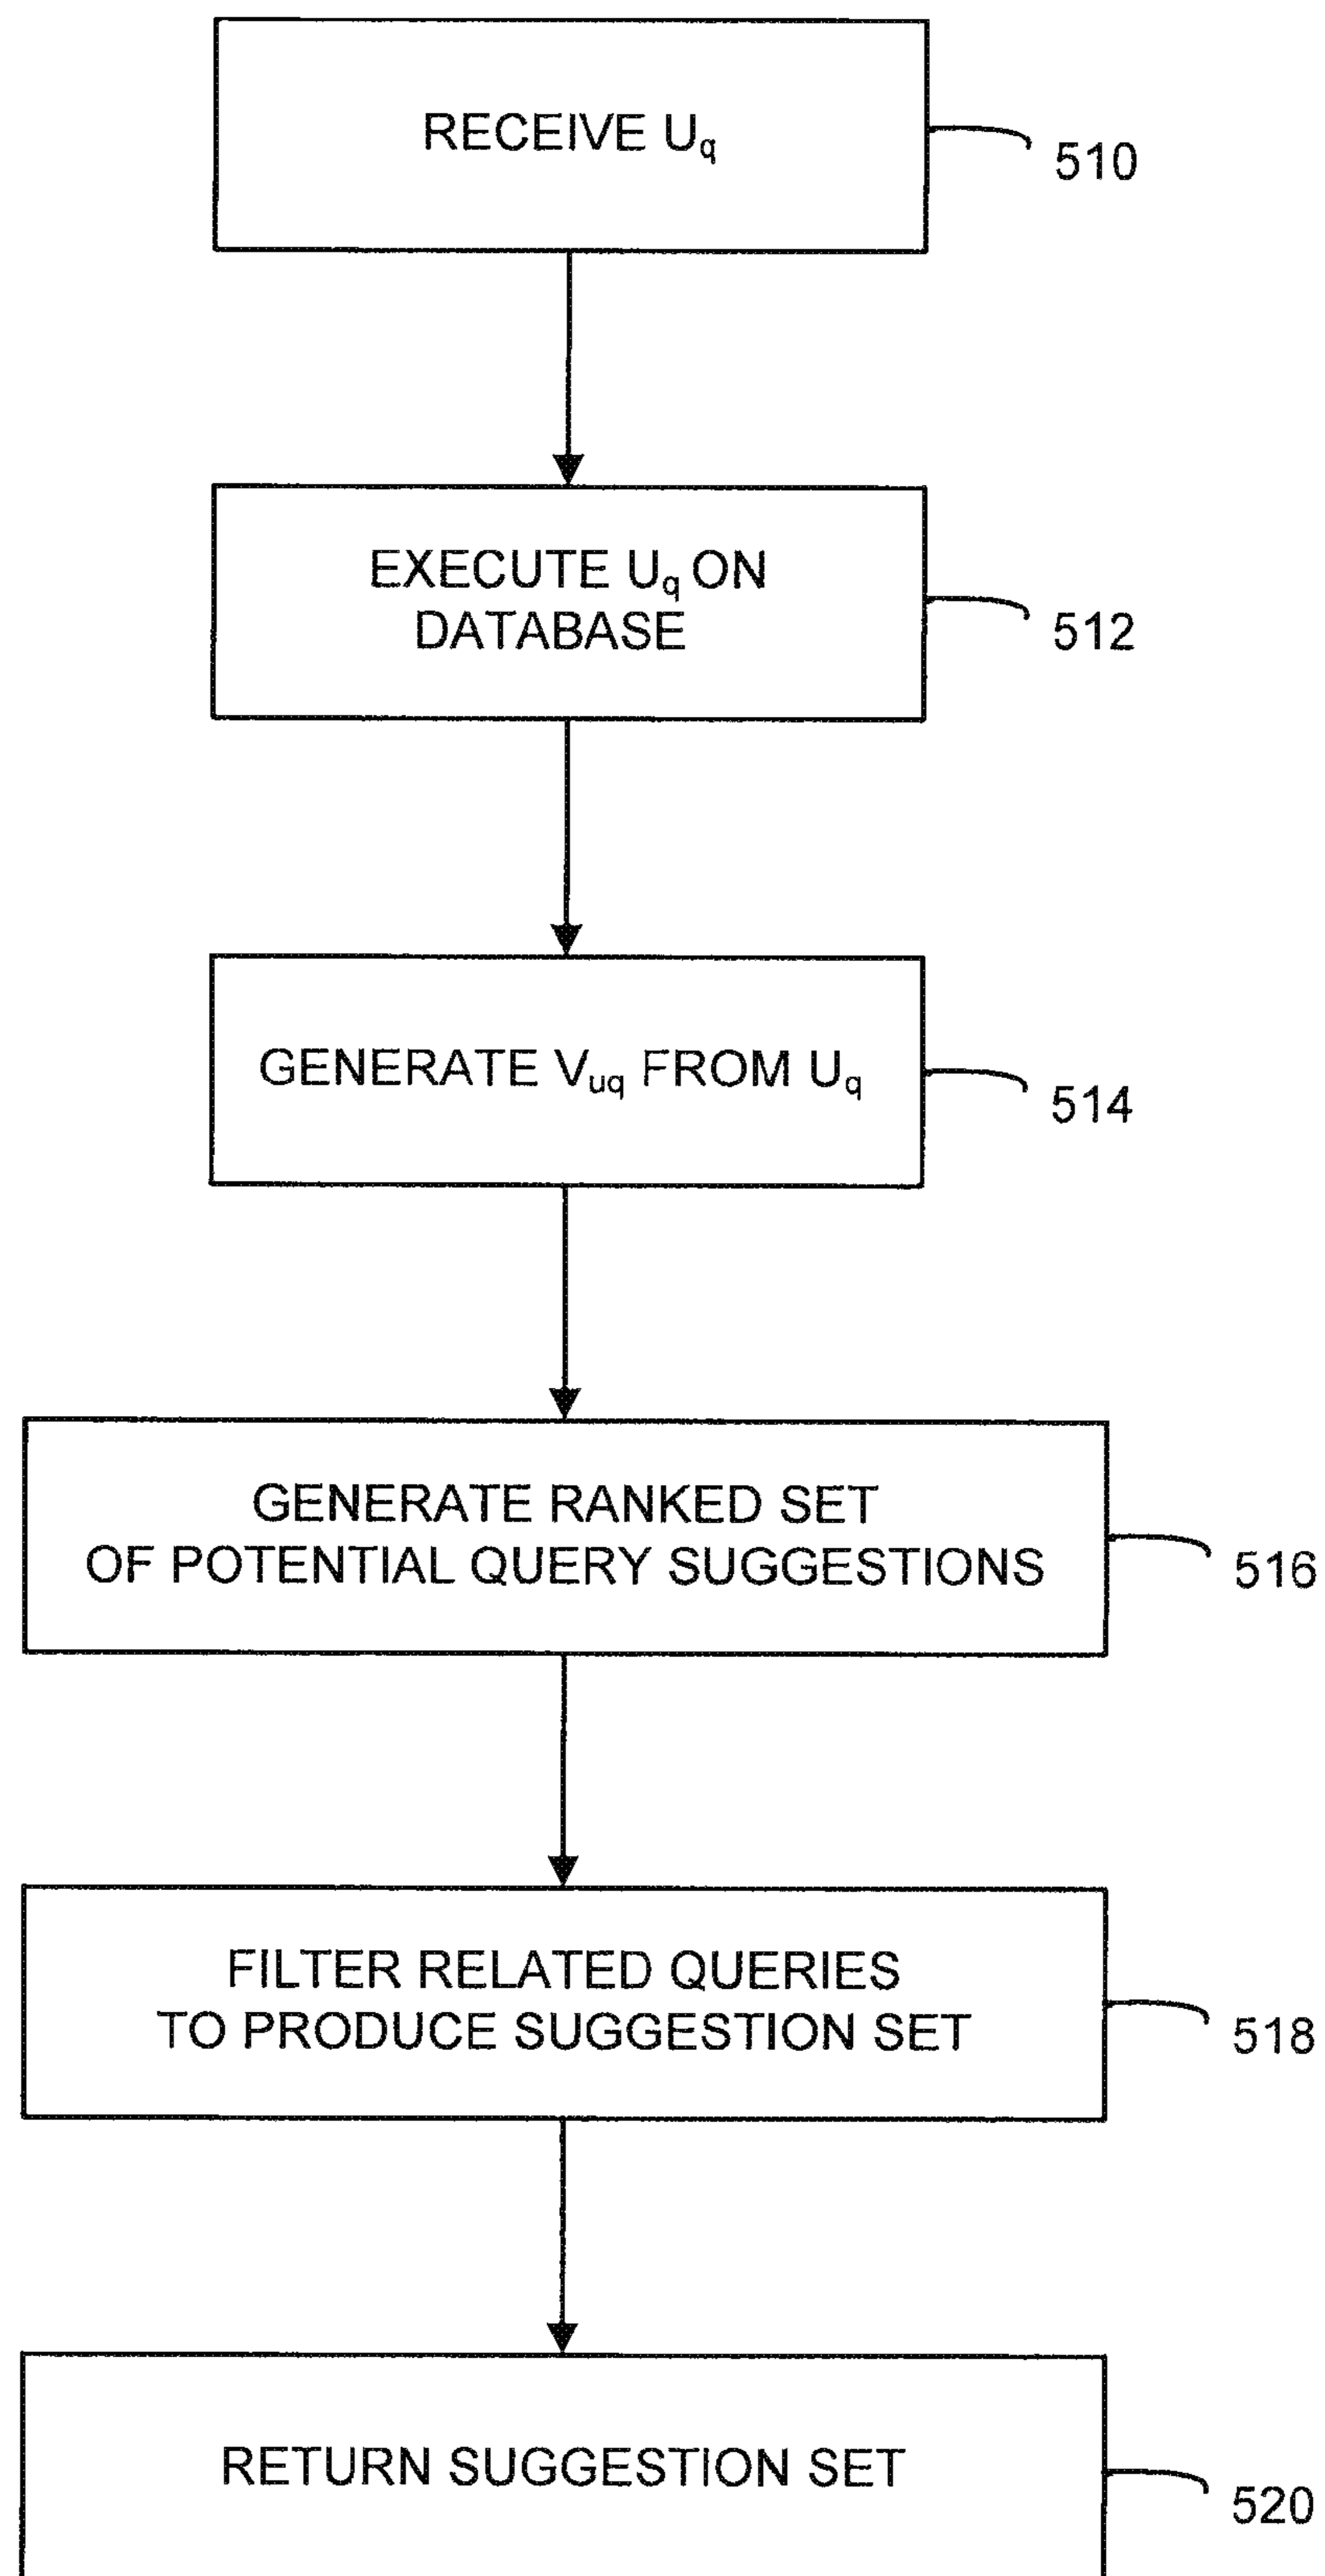 RECEIVE Uq
510
EXECUTE Uq ON
DATABASE
512
GENERATE Vuq FROM Uq
514
GENERATE RANKED SET
OF POTENTIAL QUERY SUGGESTIONS
516
FILTER RELATED QUERIES
TO PRODUCE SUGGESTION SET
518
RETURN SUGGESTION SET
520